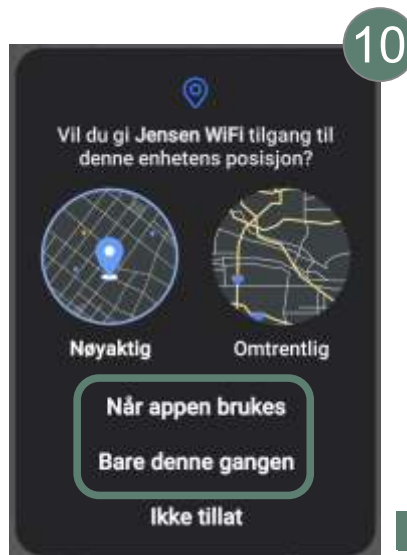 10
Vil du gi Jensen WiFi tilgang til
denne enhetens posisjon?
Nøyaktig
Omtrentlig
Når appen brukes
Bare denne gangen
Ikke tillat